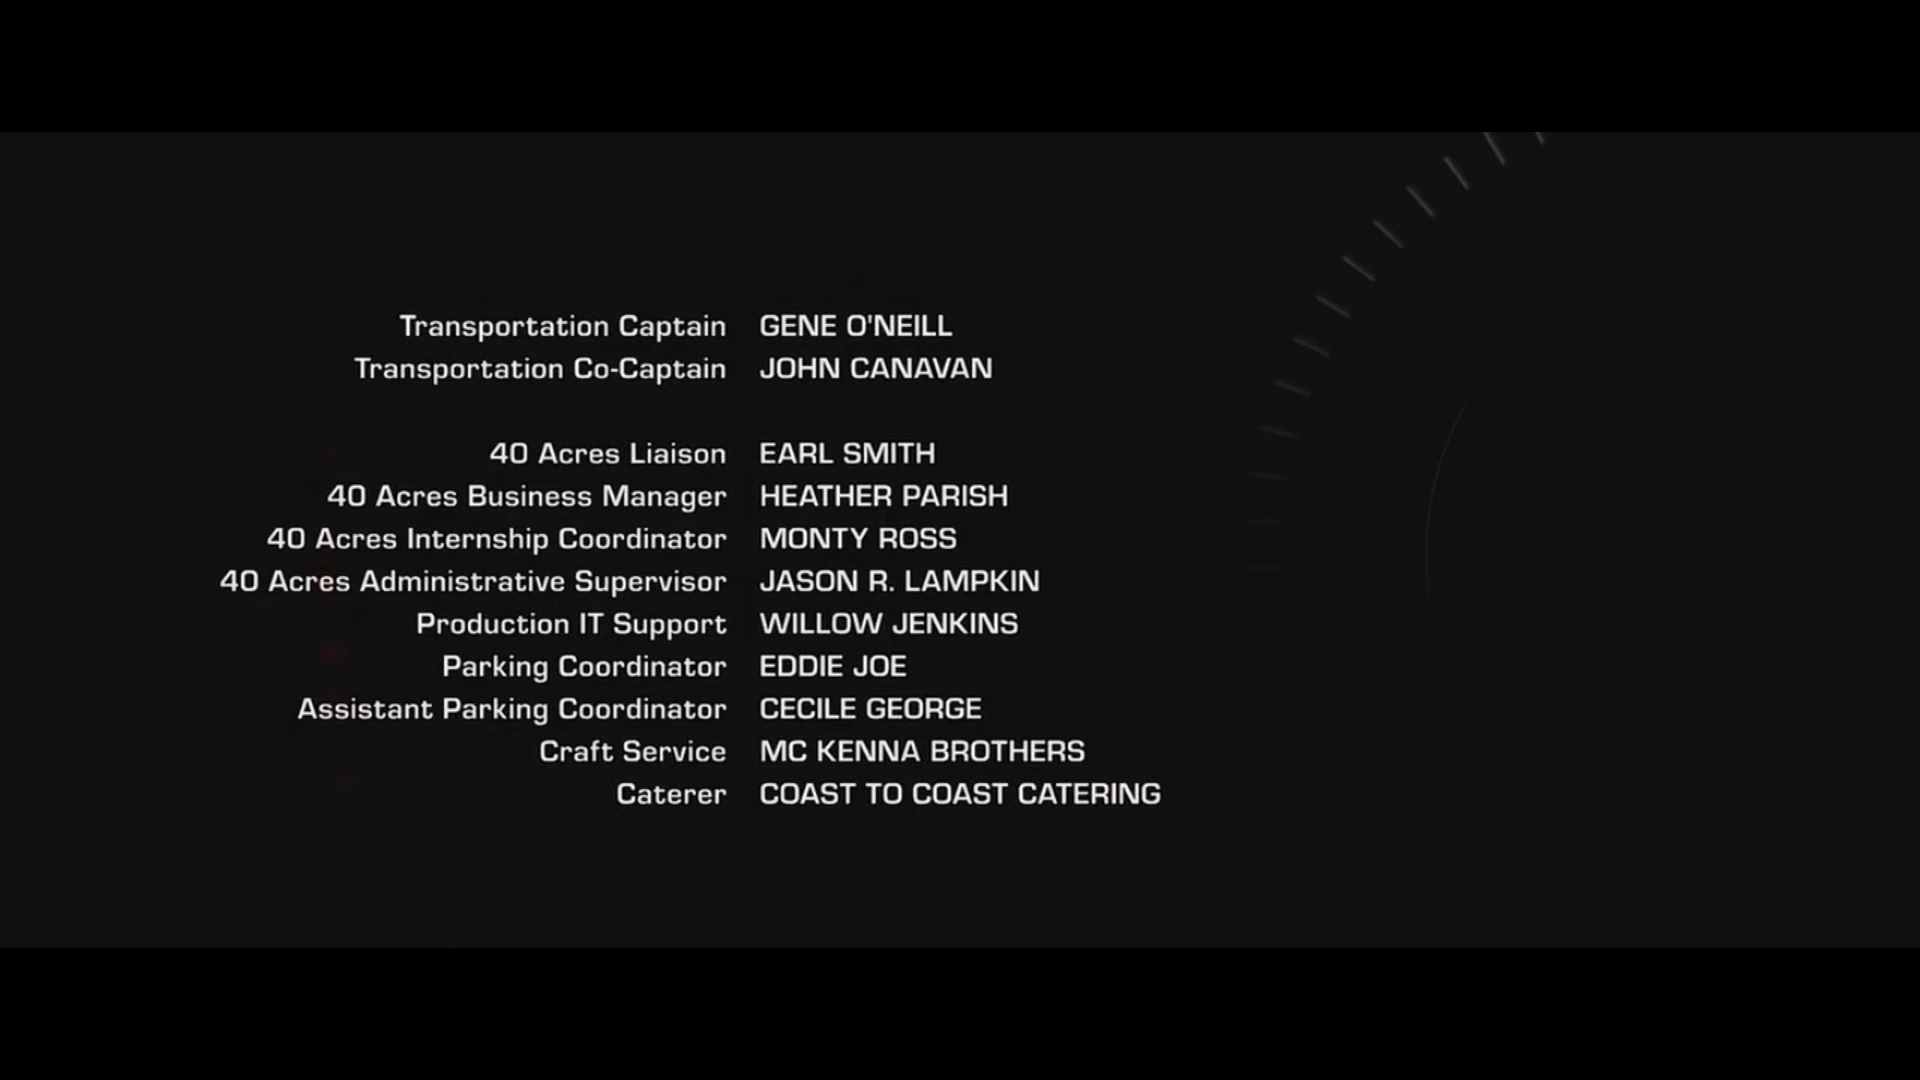 Transportation Captain GENE O'NEILL
Transportation Co-Captain JOHN CANAVAN
40 Acres Liaison EARL SMITH
40 Acres Business Manager HEATHER PARISH
40 Acres Internship Coordinator MONTY ROSS
40 Acres Administrative Supervisor JASON R. LAMPKIN
Production IT Support WILLOW JENKINS
Parking Coordinator EDDIE JOE
Assistant Parking Coordinator CECILE GEORGE
Craft Service MC KENNA BROTHERS
Caterer COAST TO COAST CATERING